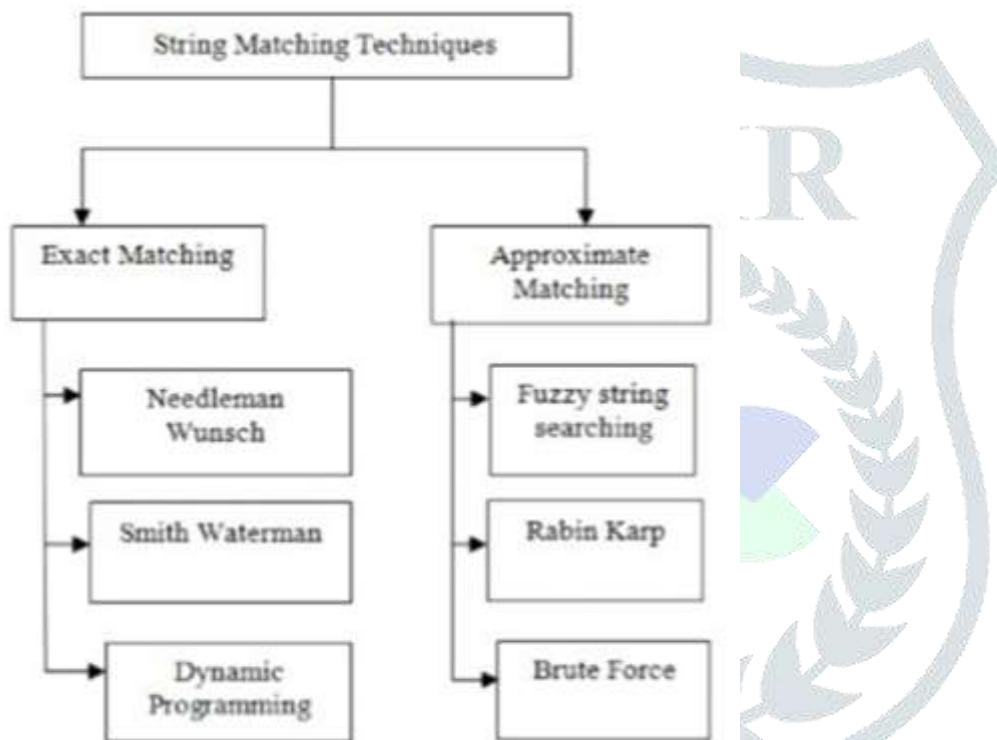 String Matching Techniques
Exact Matching
Approximate
Matching
Needleman
Wunsch
Fuzzy string
searching
Smith Waterman
Rabin Karp
Dynamic
Programming
Brute Force